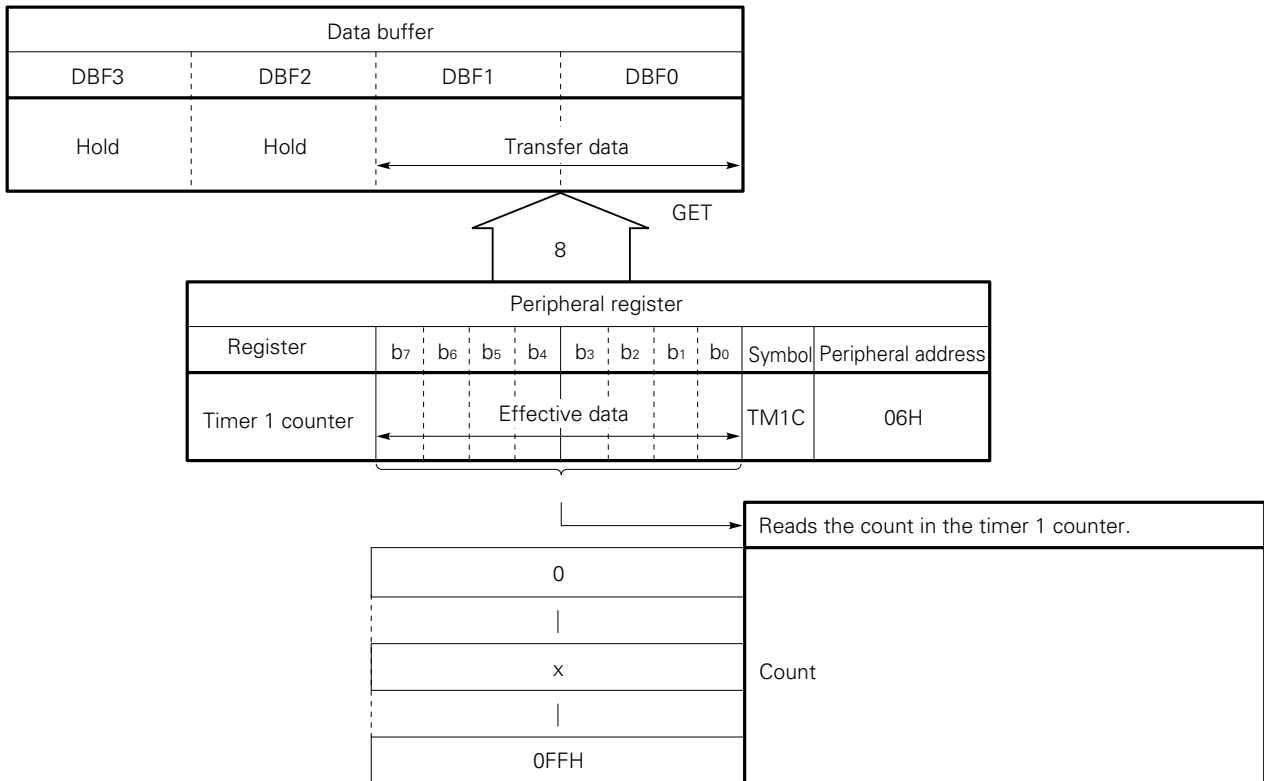 Data buffer
DBF3 DBF2 DBF1 DBF0
Hold Hold Transfer data
GET
8
Peripheral register
Register b7 b6 b5 b4 b3 b2 b1 b0 Symbol Peripheral address
Timer 1 counter Effective data TM1C 06H
Reads the count in the timer 1 counter.
0
x Count
0FFH